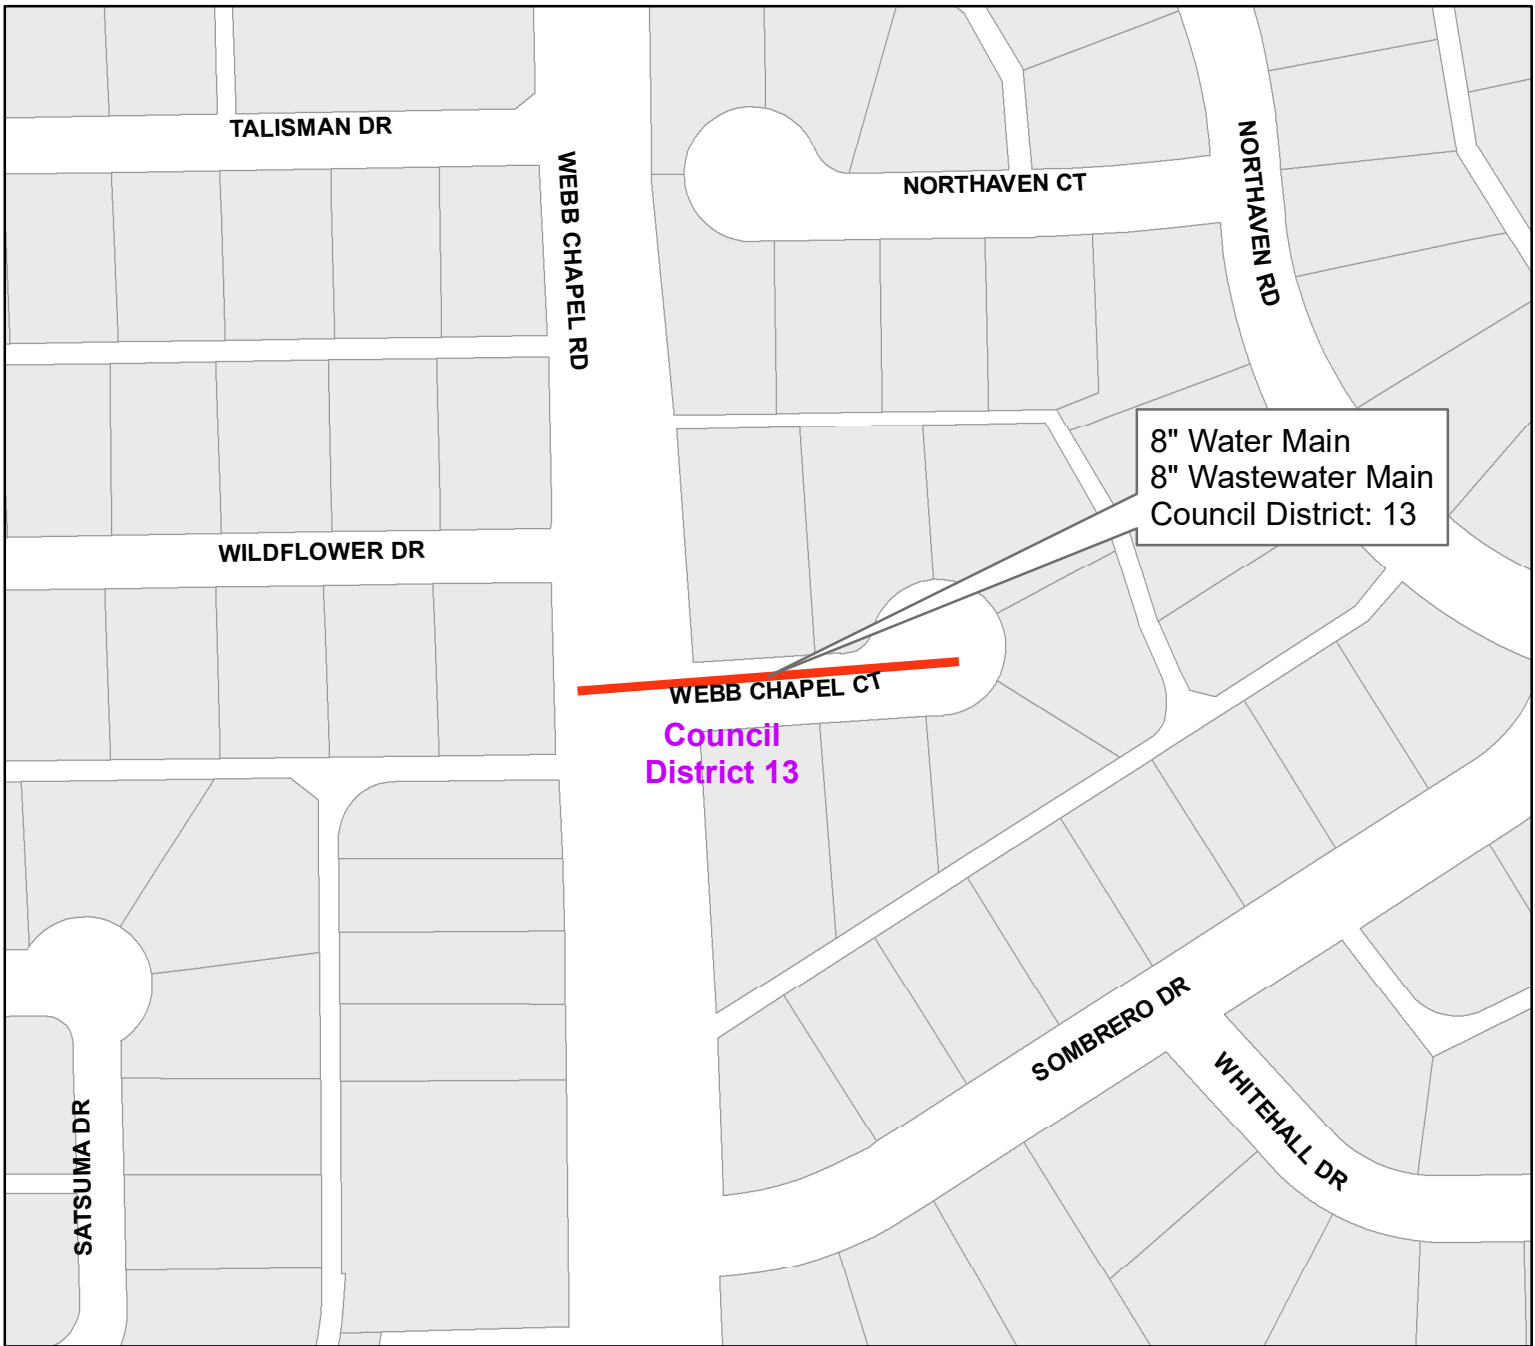 TALISMAN DR
WEBB CHAPEL RD
NORTHAVEN CT
NORTHAVEN RD
8" Water Main
8" Wastewater Main
Council District: 13
WILDFLOWER DR
WEBB CHAPEL CT
Council
District 13
SOMBRERO DR
WHITEHALL DR
SATSUMA DR